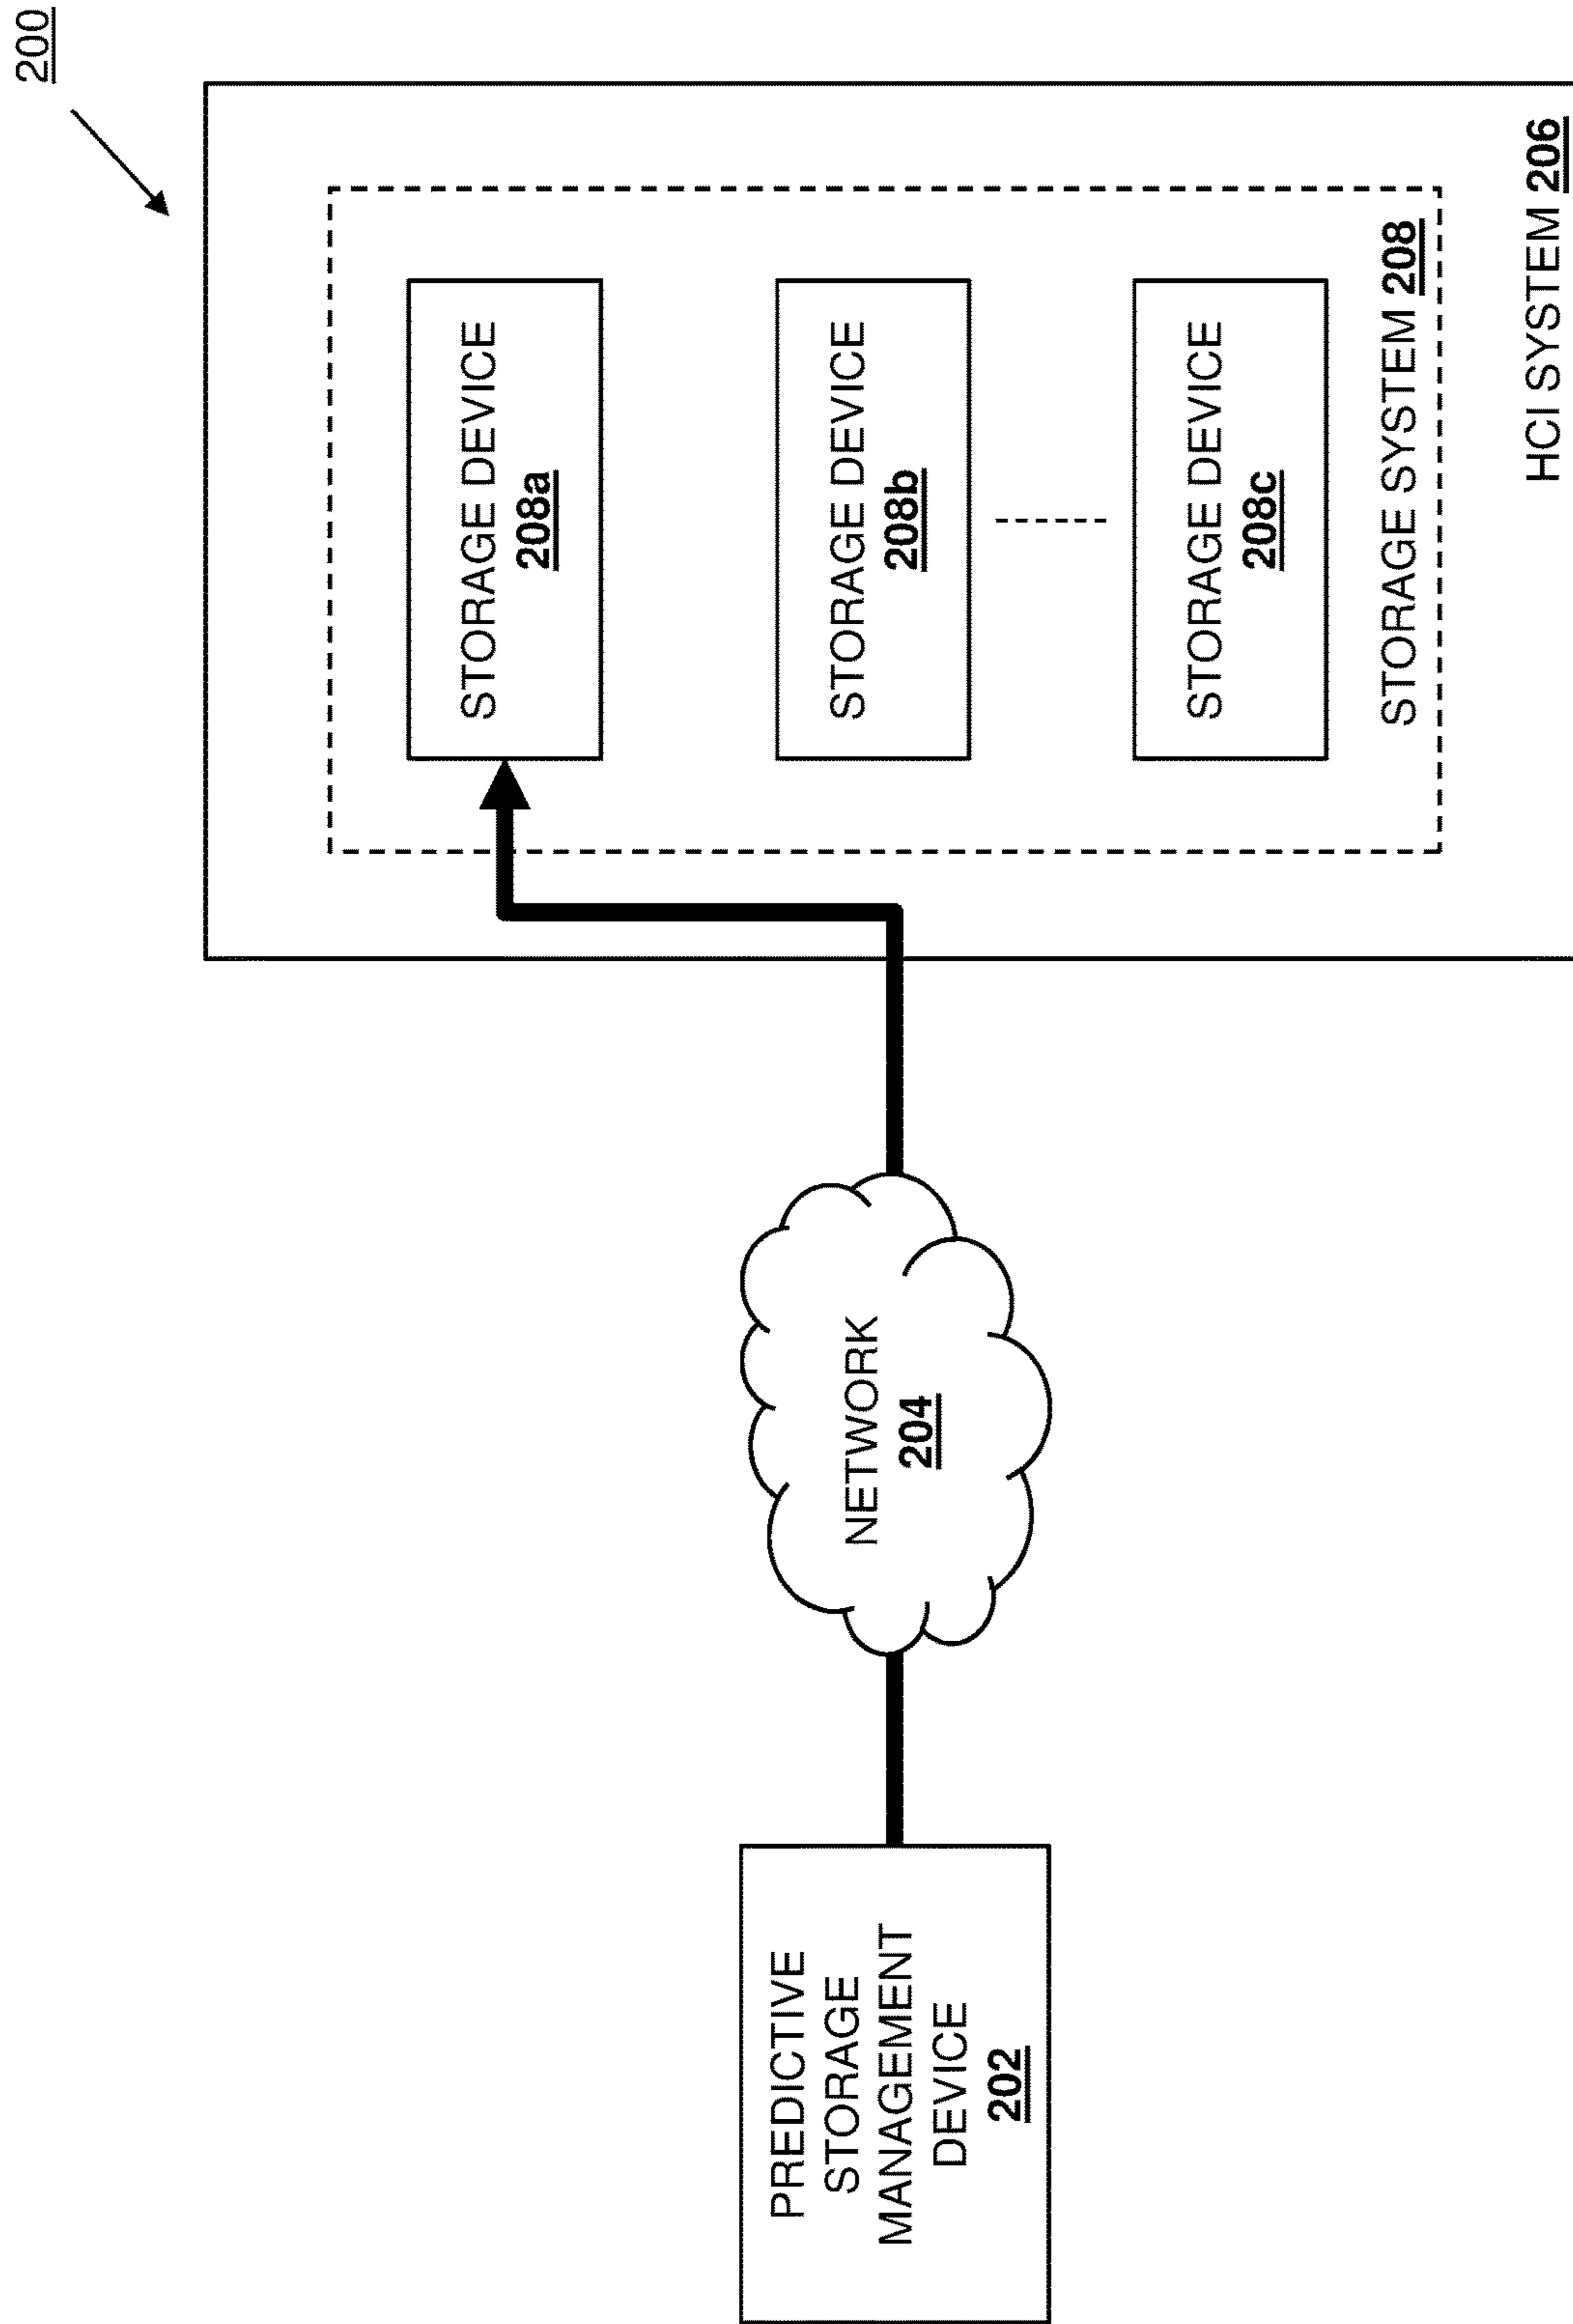 200
STORAGE DEVICE
208a
STORAGE DEVICE
208b
STORAGE DEVICE
208c
STORAGE SYSTEM 208
HCI SYSTEM 206
NETWORK
204
PREDICTIVE
STORAGE
MANAGEMENT
DEVICE
202